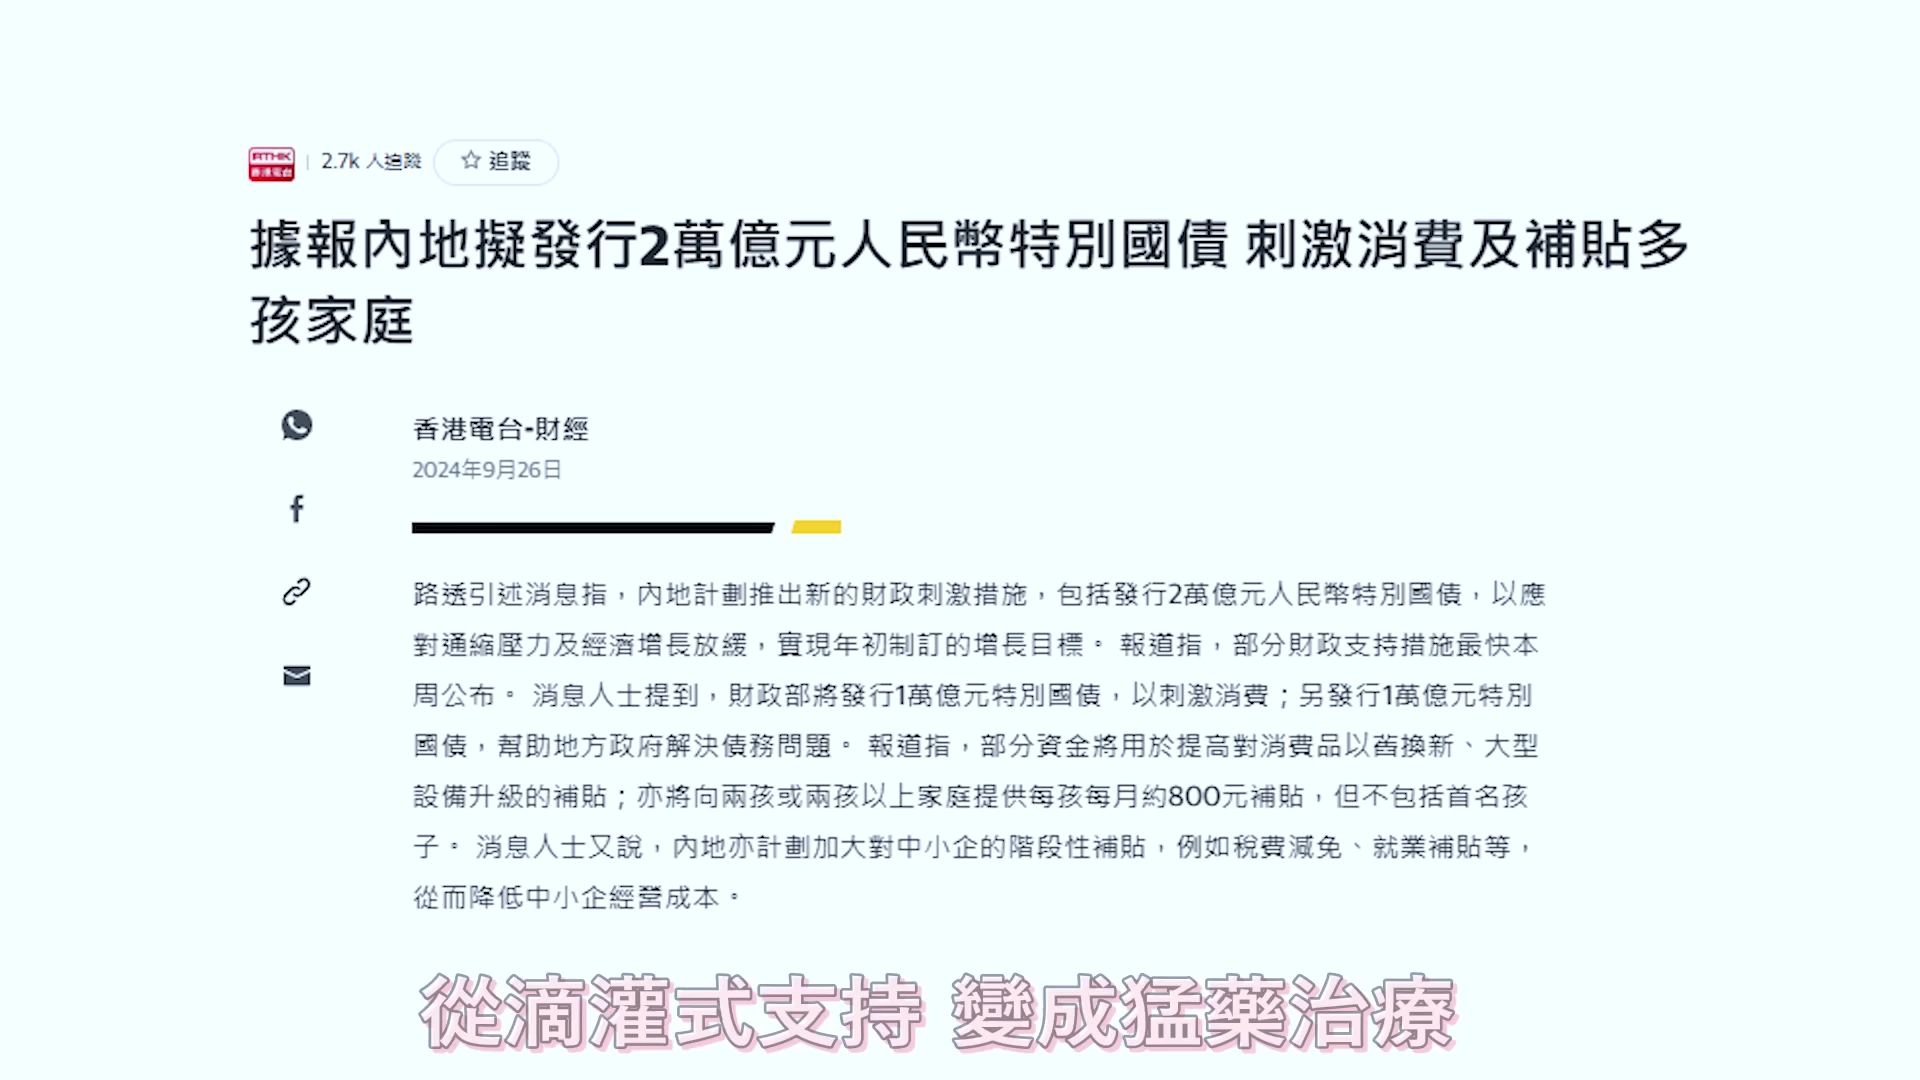 RTHK
香港電台
2.7k 人追蹤
追蹤
據報內地擬發行2萬億元人民幣特別國債 刺激消費及補貼多
孩家庭
香港電台-財經
2024年9月26日
路透引述消息指，內地計劃推出新的財政刺激措施，包括發行2萬億元人民幣特別國債，以應
對通縮壓力及經濟增長放緩，實現年初制訂的增長目標。 報道指，部分財政支持措施最快本
周公布。 消息人士提到，財政部將發行1萬億元特別國債，以刺激消費；另發行1萬億元特別
國債，幫助地方政府解決債務問題。 報道指，部分資金將用於提高對消費品以舊換新、大型
設備升級的補貼；亦將向兩孩或兩孩以上家庭提供每孩每月約800元補貼，但不包括首名孩
子。 消息人士又說，內地亦計劃加大對中小企的階段性補貼，例如稅費減免、就業補貼等，
從而降低中小企經營成本。
從滴灌式支持 變成猛藥治療